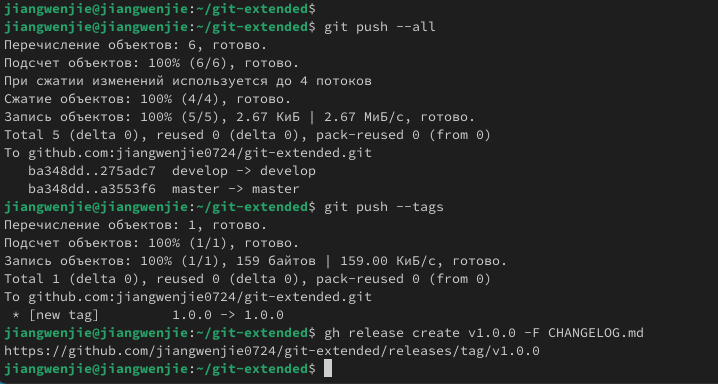 jiangwenjie@jiangwenjie:~/git-extended$
jiangwenjie@jiangwenjie:~/git-extended$ git push --all
Перечисление объектов: 6, готово.
Подсчет объектов: 100% (6/6), готово.
При сжатии изменений используется до 4 потоков
Сжатие объектов: 100% (4/4), готово.
Запись объектов: 100% (5/5), 2.67 КиБ | 2.67 МиБ/с, готово.
Total 5 (delta 0), reused 0 (delta 0), pack-reused 0 (from 0)
To github.com:jiangwenjie0724/git-extended.git
   ba348dd..275adc7  develop -> develop
   ba348dd..a3553f6  master -> master
jiangwenjie@jiangwenjie:~/git-extended$ git push --tags
Перечисление объектов: 1, готово.
Подсчет объектов: 100% (1/1), готово.
Запись объектов: 100% (1/1), 159 байтов | 159.00 КиБ/с, готово.
Total 1 (delta 0), reused 0 (delta 0), pack-reused 0 (from 0)
To github.com:jiangwenjie0724/git-extended.git
 * [new tag]         1.0.0 -> 1.0.0
jiangwenjie@jiangwenjie:~/git-extended$ gh release create v1.0.0 -F CHANGELOG.md
https://github.com/jiangwenjie0724/git-extended/releases/tag/v1.0.0
jiangwenjie@jiangwenjie:~/git-extended$